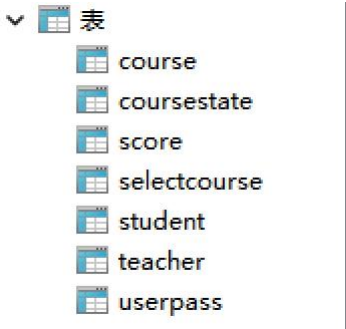 表
course
coursestate
score
selectcourse
student
teacher
userpass